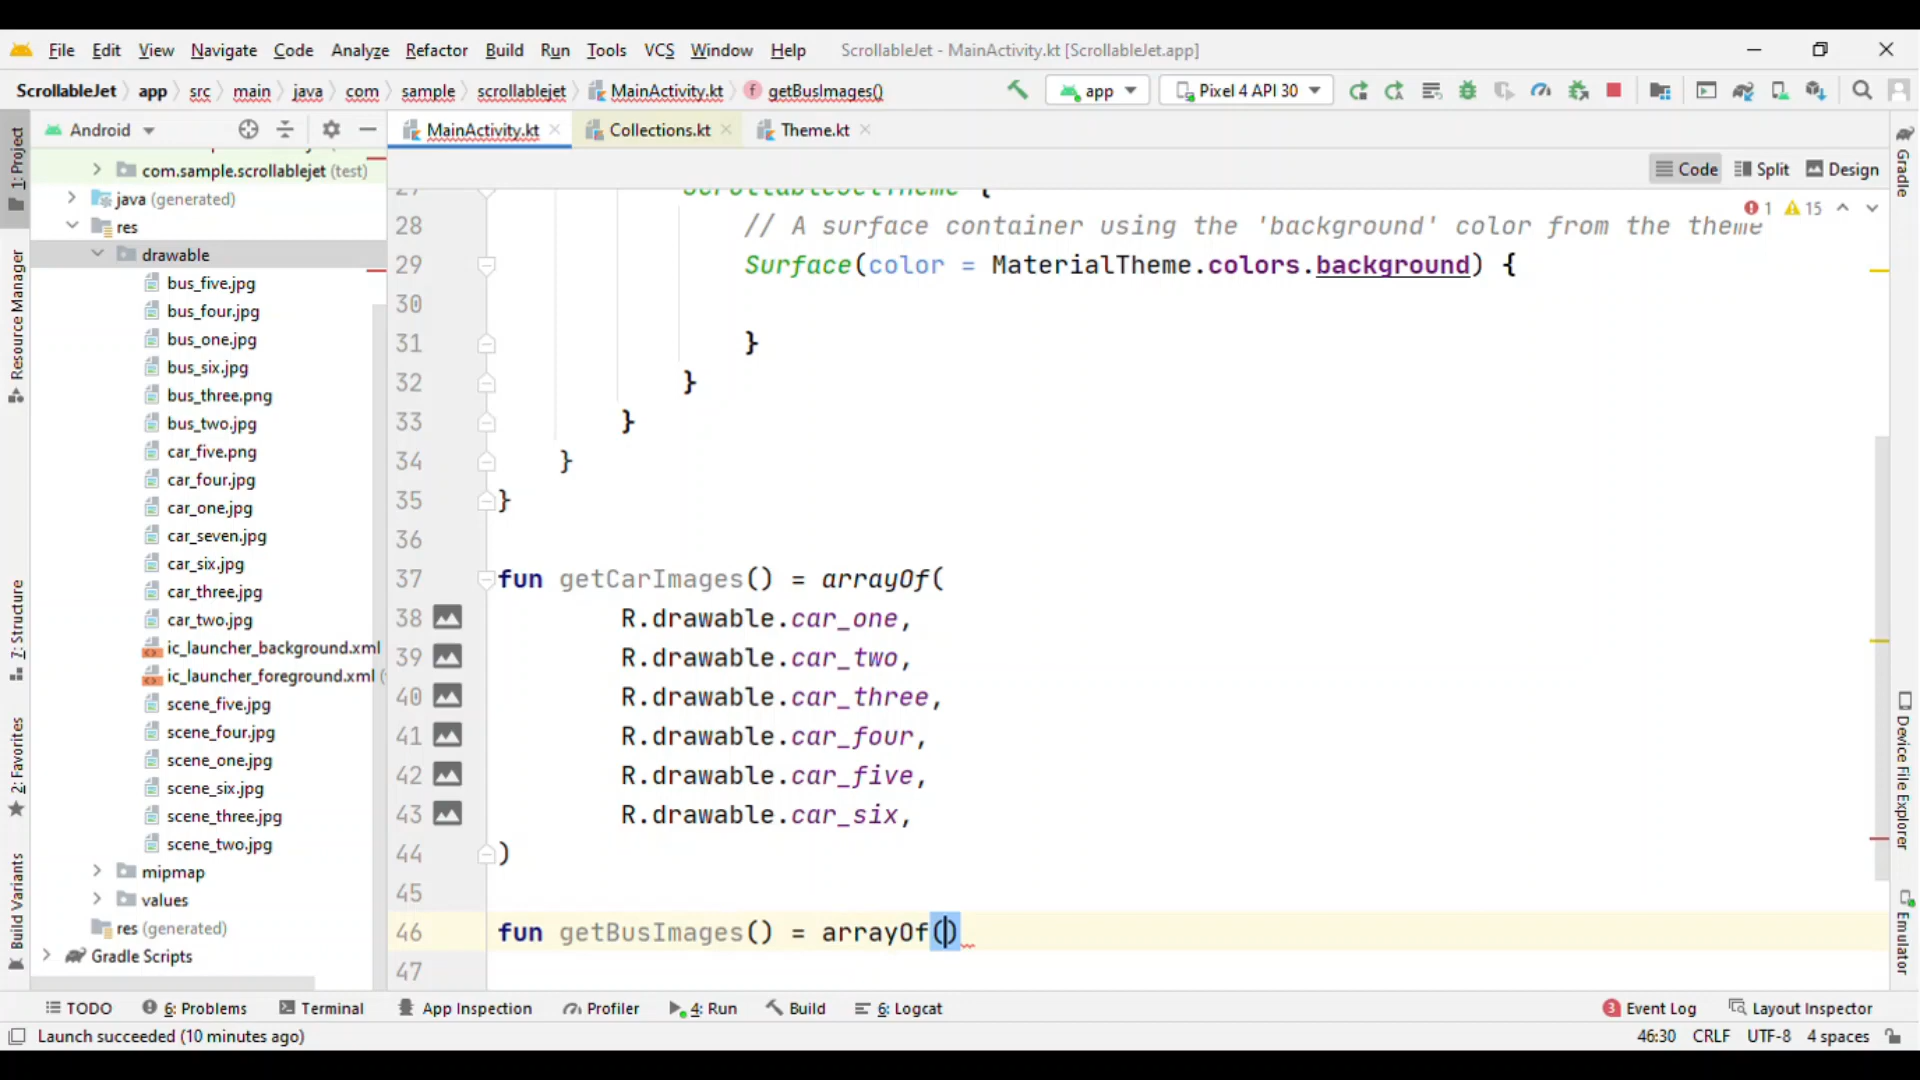 File Edit View Navigate Code Analyze Refactor Build Run Tools VCS Window Help ScrollableJet - MainActivity.kt [ScrollableJet.app]
ScrollableJet app src main java com sample scrollablejet MainActivity.kt getBusImages() app Pixel 4 API 30
Android MainActivity.kt Collections.kt Theme.kt
Code Split Design
1 15
1: Project
Resource Manager
7: Structure
2: Favorites
Build Variants
com.sample.scrollablejet (test)
java (generated)
res
drawable
bus_five.jpg
bus_four.jpg
bus_one.jpg
bus_six.jpg
bus_three.png
bus_two.jpg
car_five.png
car_four.jpg
car_one.jpg
car_seven.jpg
car_six.jpg
car_three.jpg
car_two.jpg
ic_launcher_background.xml
ic_launcher_foreground.xml (
scene_five.jpg
scene_four.jpg
scene_one.jpg
scene_six.jpg
scene_three.jpg
scene_two.jpg
mipmap
values
res (generated)
Gradle Scripts
27 ScrollableJetTheme {
28 // A surface container using the 'background' color from the theme
29 Surface(color = MaterialTheme.colors.background) {
30
31 }
32 }
33 }
34 }
35 }
36
37 fun getCarImages() = arrayOf(
38 R.drawable.car_one,
39 R.drawable.car_two,
40 R.drawable.car_three,
41 R.drawable.car_four,
42 R.drawable.car_five,
43 R.drawable.car_six,
44 )
45
46 fun getBusImages() = arrayOf()
47
Gradle
Device File Explorer
Emulator
TODO 6: Problems Terminal App Inspection Profiler 4: Run Build 6: Logcat 3 Event Log Layout Inspector
Launch succeeded (10 minutes ago) 46:30 CRLF UTF-8 4 spaces